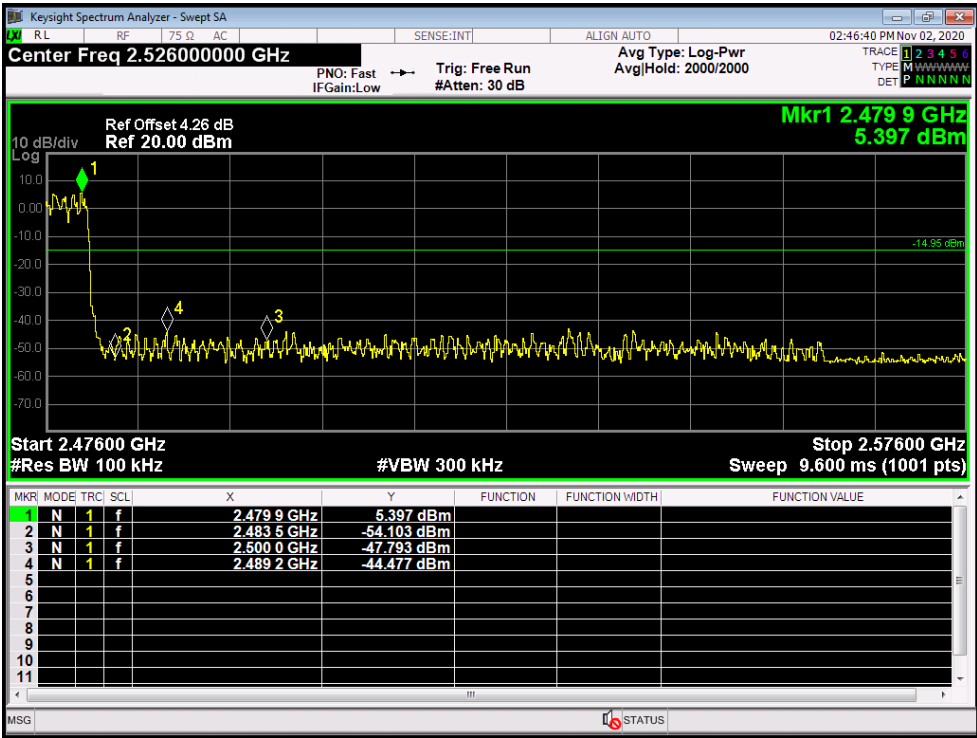 Keysight Spectrum Analyzer - Swept SA
LXI RL RF 75 Ω AC SENSE:INT ALIGN AUTO 02:46:40 PM Nov 02, 2020
Center Freq 2.526000000 GHz
PNO: Fast
IFGain:Low
Trig: Free Run
#Atten: 30 dB
Avg Type: Log-Pwr
Avg|Hold: 2000/2000
TRACE 1 2 3 4 5 6
TYPE M WWWWW
DET P N N N N N
Mkr1 2.479 9 GHz
5.397 dBm
Ref Offset 4.26 dB
10 dB/div Ref 20.00 dBm
Log
1
10.0
0.00
-10.0
-14.95 dBm
-20.0
-30.0
4
3
-40.0
2
-50.0
-60.0
-70.0
Start 2.47600 GHz Stop 2.57600 GHz
#Res BW 100 kHz #VBW 300 kHz Sweep 9.600 ms (1001 pts)
MKR MODE TRC SCL X Y FUNCTION FUNCTION WIDTH FUNCTION VALUE
1 N 1 f 2.479 9 GHz 5.397 dBm
2 N 1 f 2.483 5 GHz -54.103 dBm
3 N 1 f 2.500 0 GHz -47.793 dBm
4 N 1 f 2.489 2 GHz -44.477 dBm
5
6
7
8
9
10
11
MSG STATUS